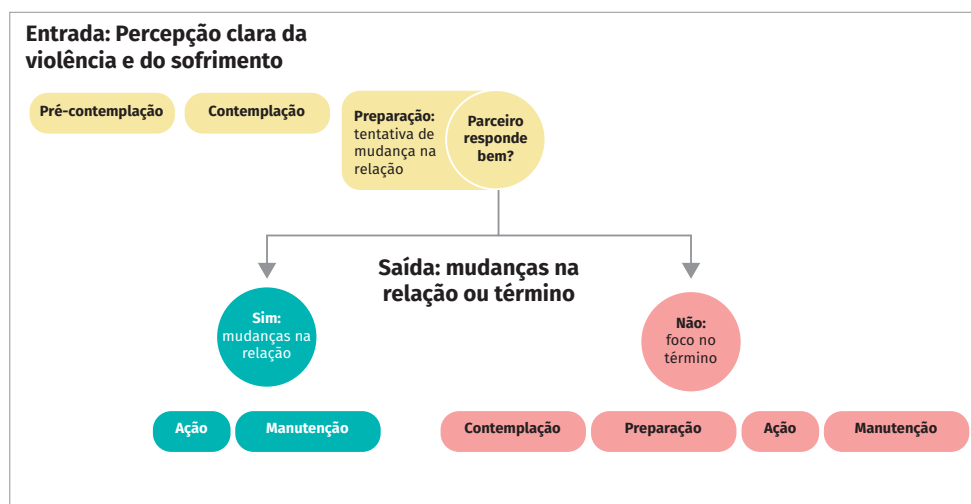 Entrada: Percepção clara da
violência e do sofrimento
Pré-contemplação
Contemplação
Preparação:
tentativa de
mudança na
relação
Parceiro
responde
bem?
Saída: mudanças na
relação ou término
Sim:
mudanças na
relação
Não:
foco no
término
Ação
Manutenção
Contemplação
Preparação
Ação
Manutenção